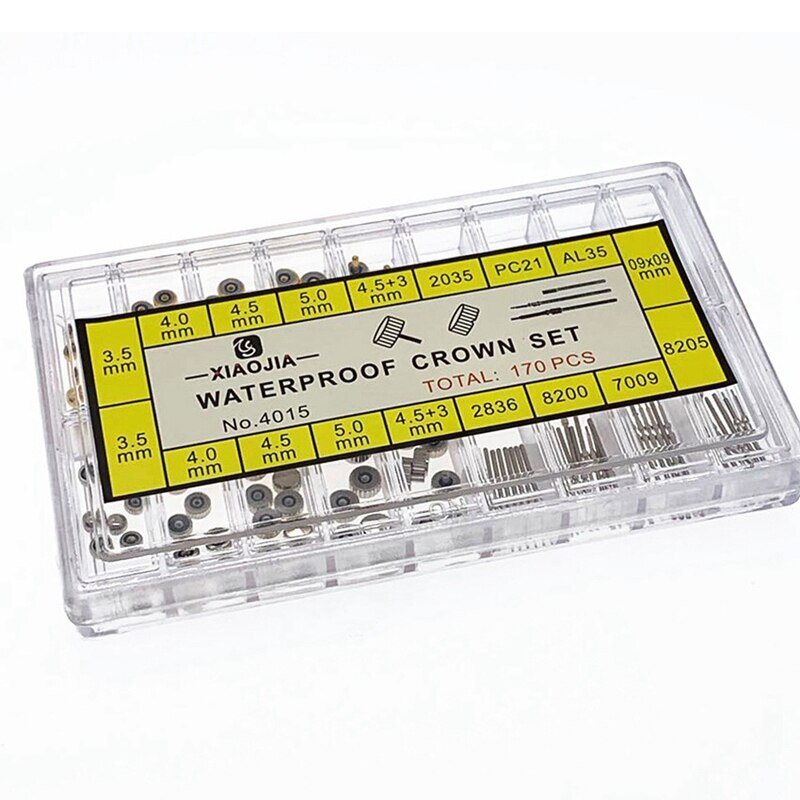 3.5 mm
4.0 mm
4.5 mm
5.0 mm
4.5+3 mm
2035
PC21
AL35
09x09 mm
XIAOJIA
WATERPROOF CROWN SET
No.4015
TOTAL: 170 PCS
3.5 mm
4.0 mm
4.5 mm
5.0 mm
4.5+3 mm
2836
8200
7009
8205